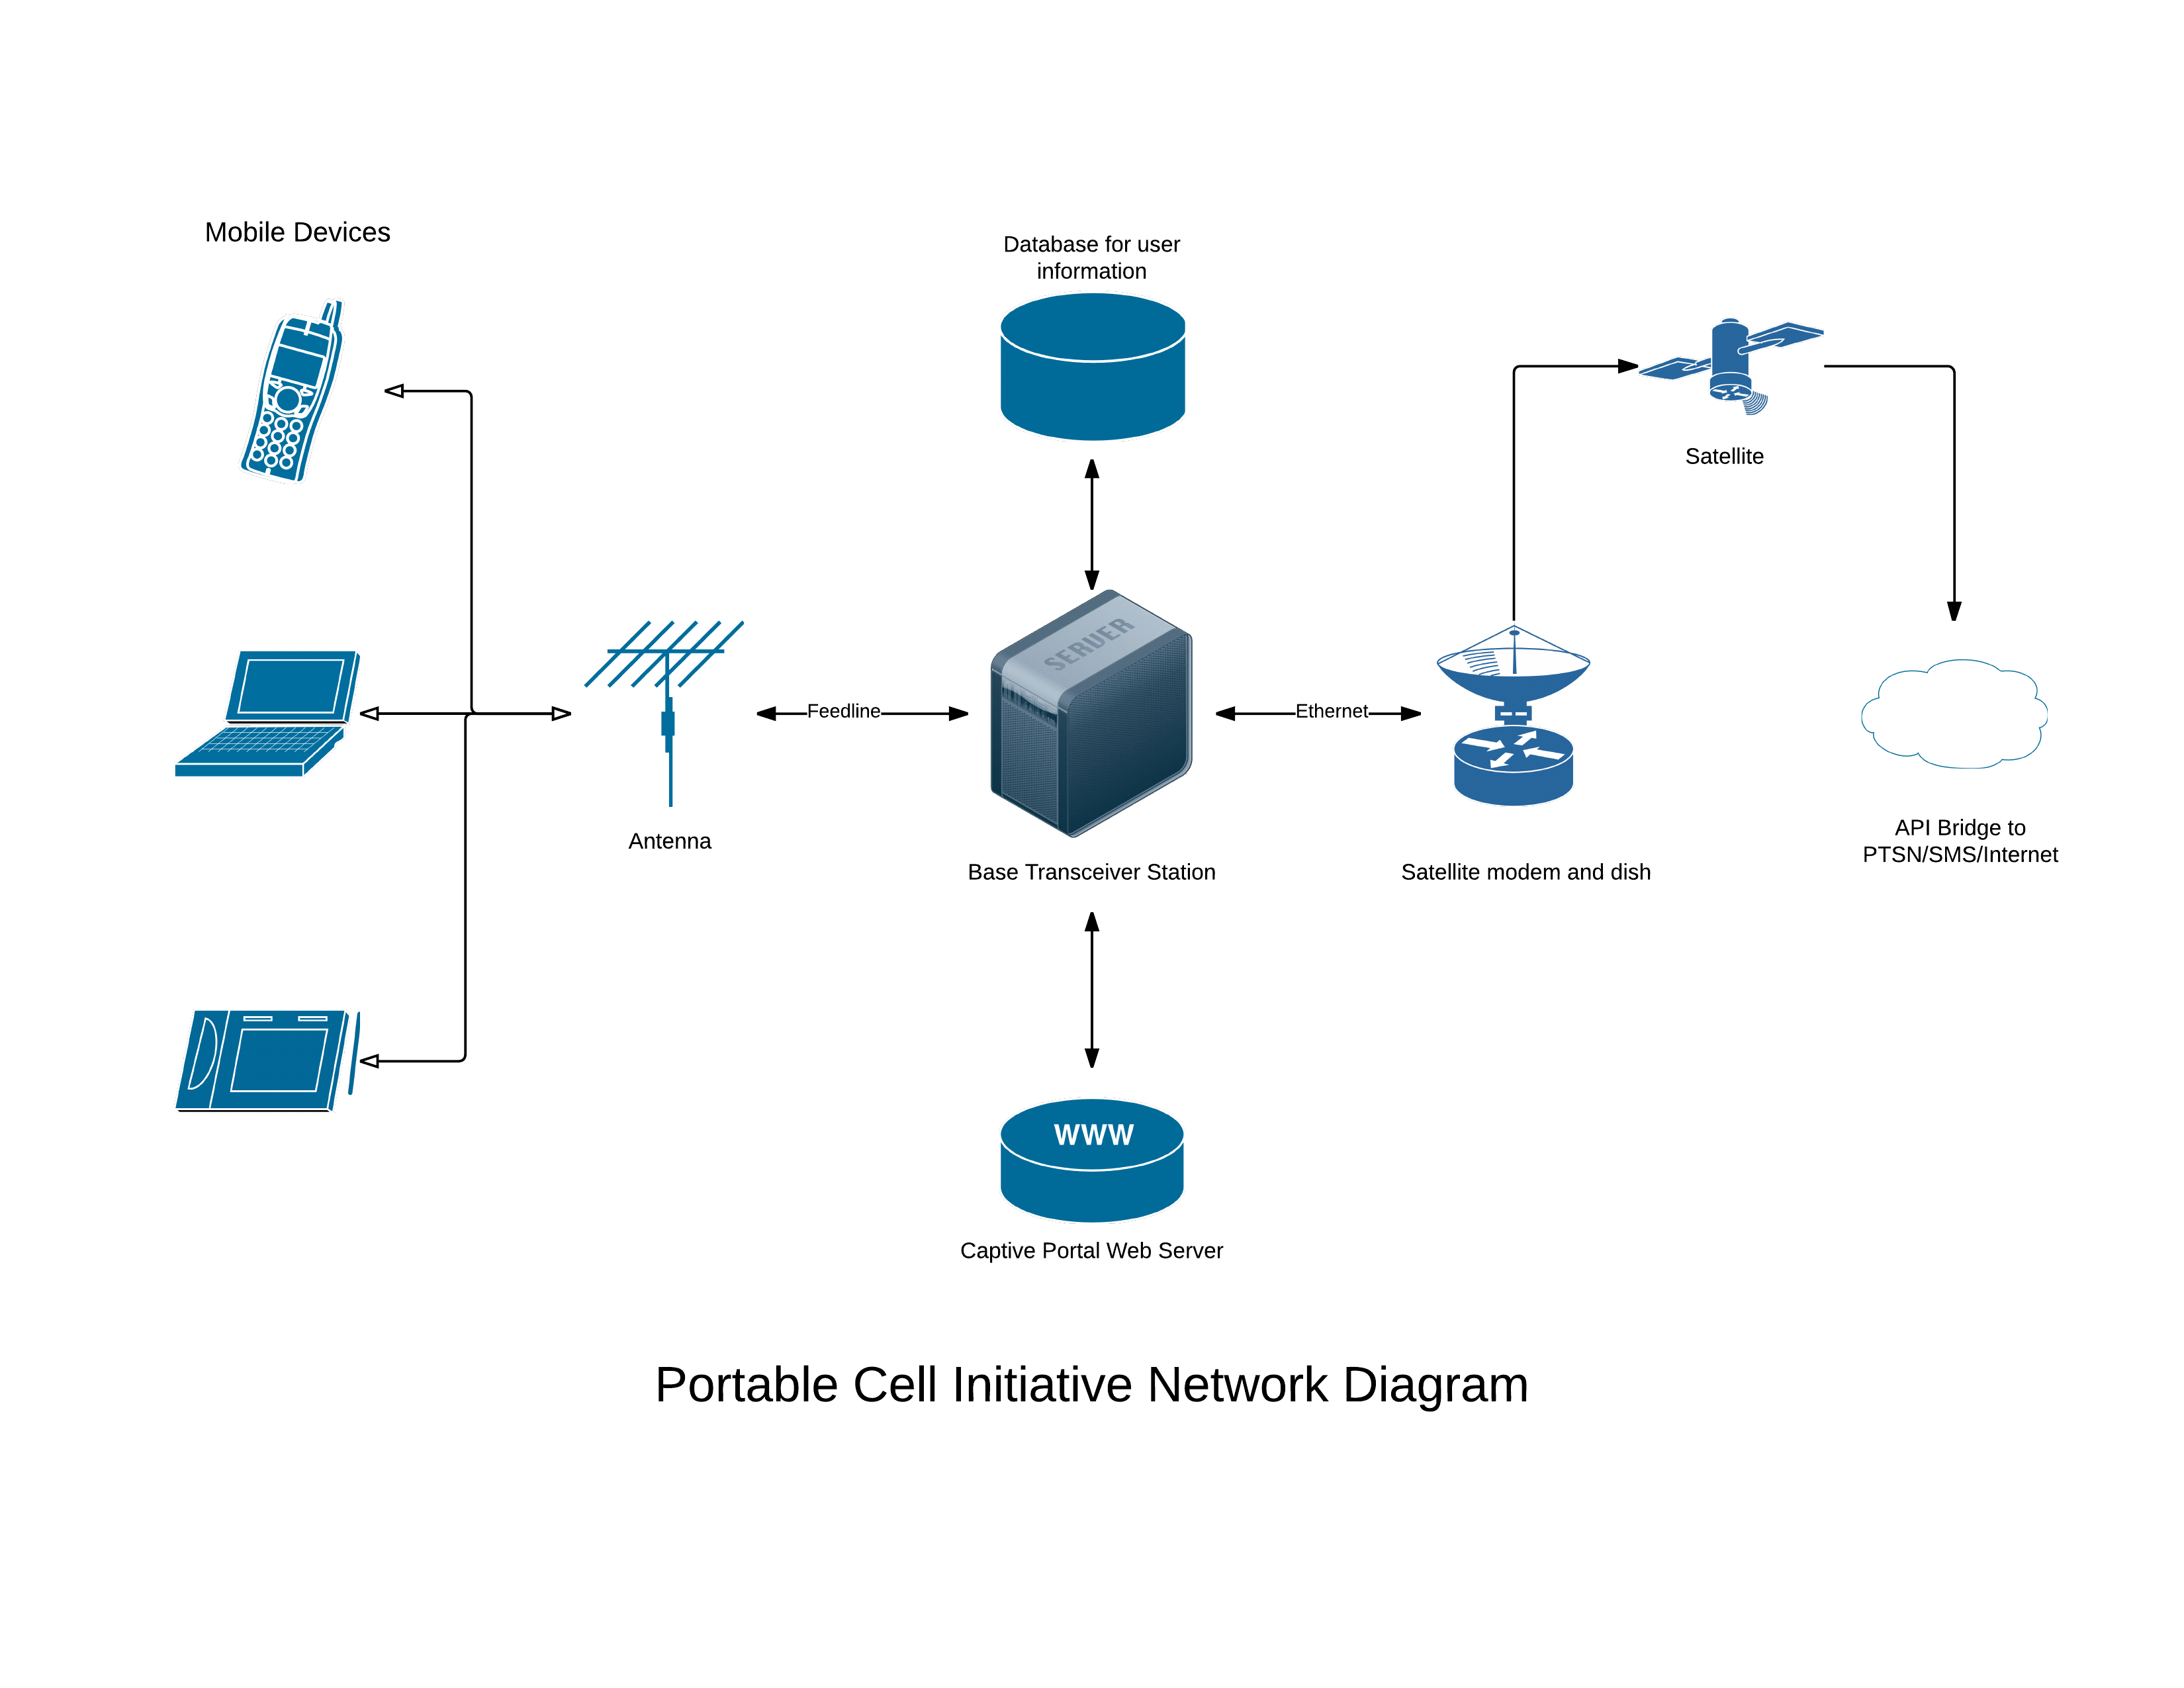 Mobile Devices
Database for user
information
Satellite
SERVER
Feedline
Ethernet
Antenna
Base Transceiver Station
Satellite modem and dish
API Bridge to
PTSN/SMS/Internet
WWW
Captive Portal Web Server
Portable Cell Initiative Network Diagram